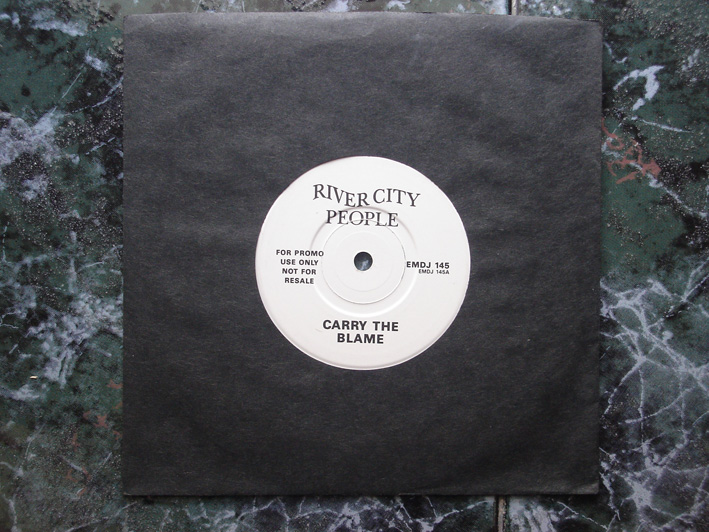 RIVER CITY
PEOPLE
FOR PROMO
USE ONLY
NOT FOR
RESALE
EMDJ 145
EMDJ 145A
CARRY THE
BLAME